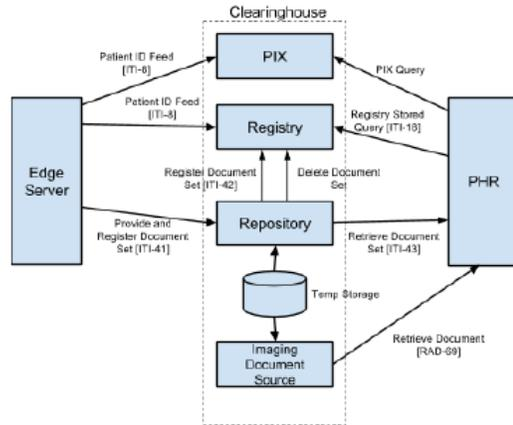 Clearinghouse
Patient ID Feed
[ITI-8]
PIX
PIX Query
Patient ID Feed
[ITI-8]
Registry
Registry Stored
Query [ITI-18]
Edge
Server
Register Document
Set [ITI-42]
Delete Document
Set
PHR
Provide and
Register Document
Set [ITI-41]
Repository
Retrieve Document
Set [ITI-43]
Temp Storage
Imaging
Document
Source
Retrieve Document
[RAD-69]